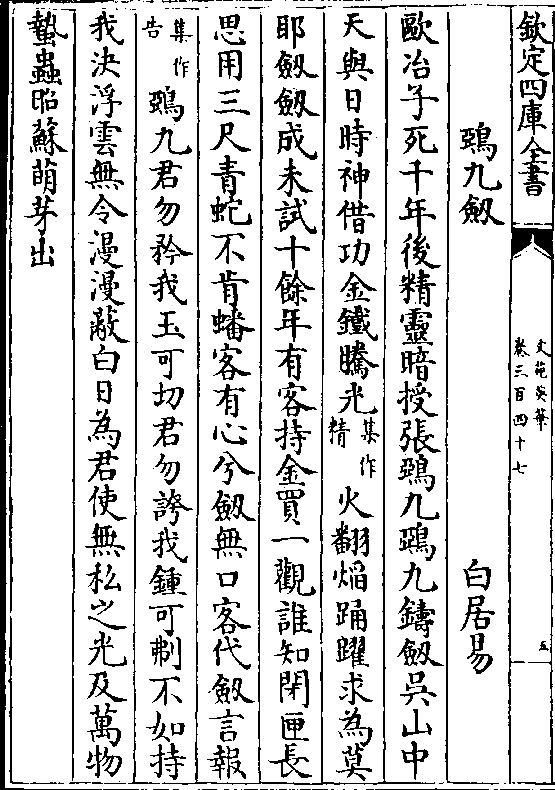 欽定四庫全書
文苑英華
卷三百四十七
五
鵶九劔
白居易
歐冶子死千年後精靈暗授張鵶九鵶九鑄劔吳山中
天與日時神借功金鐵騰光集作精火翻熖踊躍求為莫
耶劔劔成未試十餘年有客持金買一觀誰知閉匣長
思用三尺青蛇不肯蟠客有心兮劔無口客代劔言報
集作告鵶九君勿矜我玉可切君勿誇我鍾可刜不如持
我決浮雲無令漫漫蔽白日為君使無私之光及萬物
蟄蟲昭蘇萌芽出